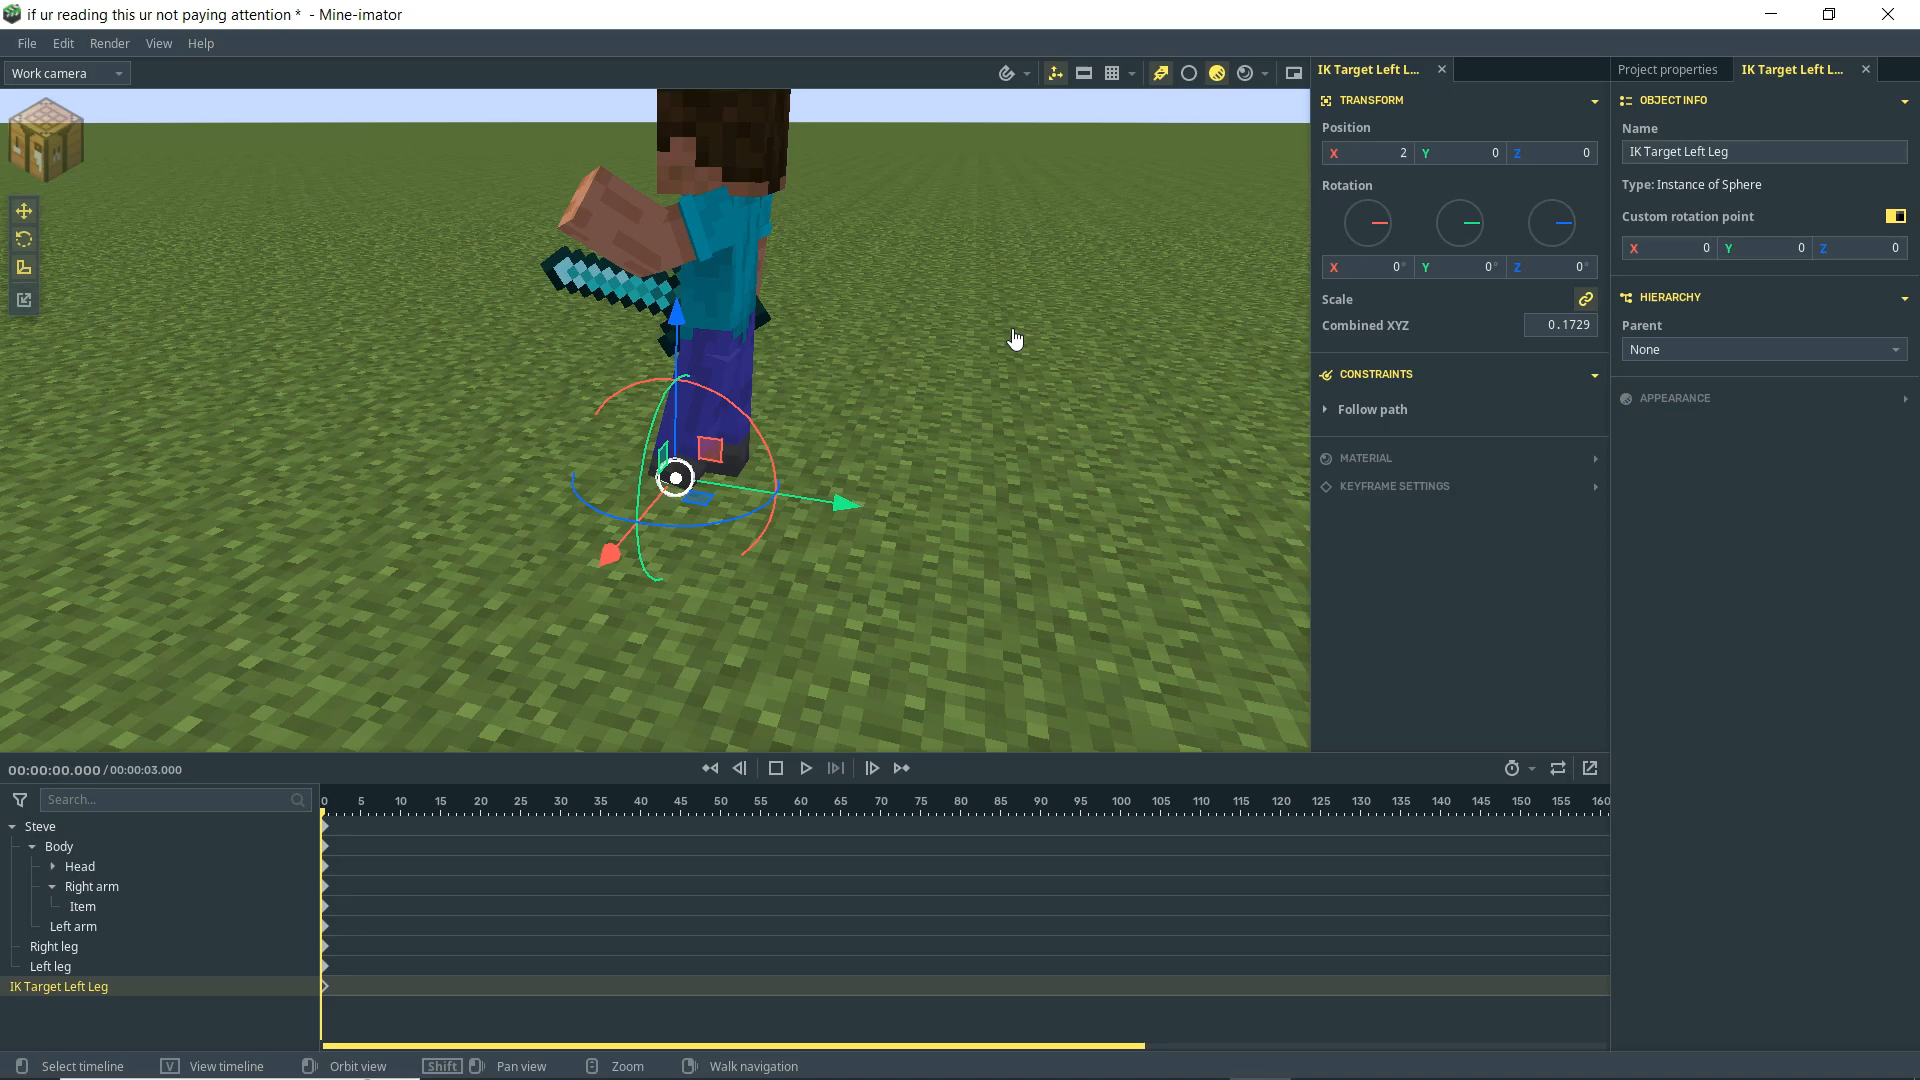 if ur reading this ur not paying attention * - Mine-imator
File Edit Render View Help
Work camera
IK Target Left L...
Project properties
IK Target Left L...
TRANSFORM
Position
X 2 Y 0 Z 0
Rotation
X 0° Y 0° Z 0°
Scale
Combined XYZ 0.1729
CONSTRAINTS
Follow path
MATERIAL
KEYFRAME SETTINGS
OBJECT INFO
Name
IK Target Left Leg
Type: Instance of Sphere
Custom rotation point
X 0 Y 0 Z 0
HIERARCHY
Parent
None
APPEARANCE
00:00:00.000 / 00:00:03.000
Search...
0 5 10 15 20 25 30 35 40 45 50 55 60 65 70 75 80 85 90 95 100 105 110 115 120 125 130 135 140 145 150 155 160
Steve
Body
Head
Right arm
Item
Left arm
Right leg
Left leg
IK Target Left Leg
Select timeline V View timeline Orbit view Shift Pan view Zoom Walk navigation